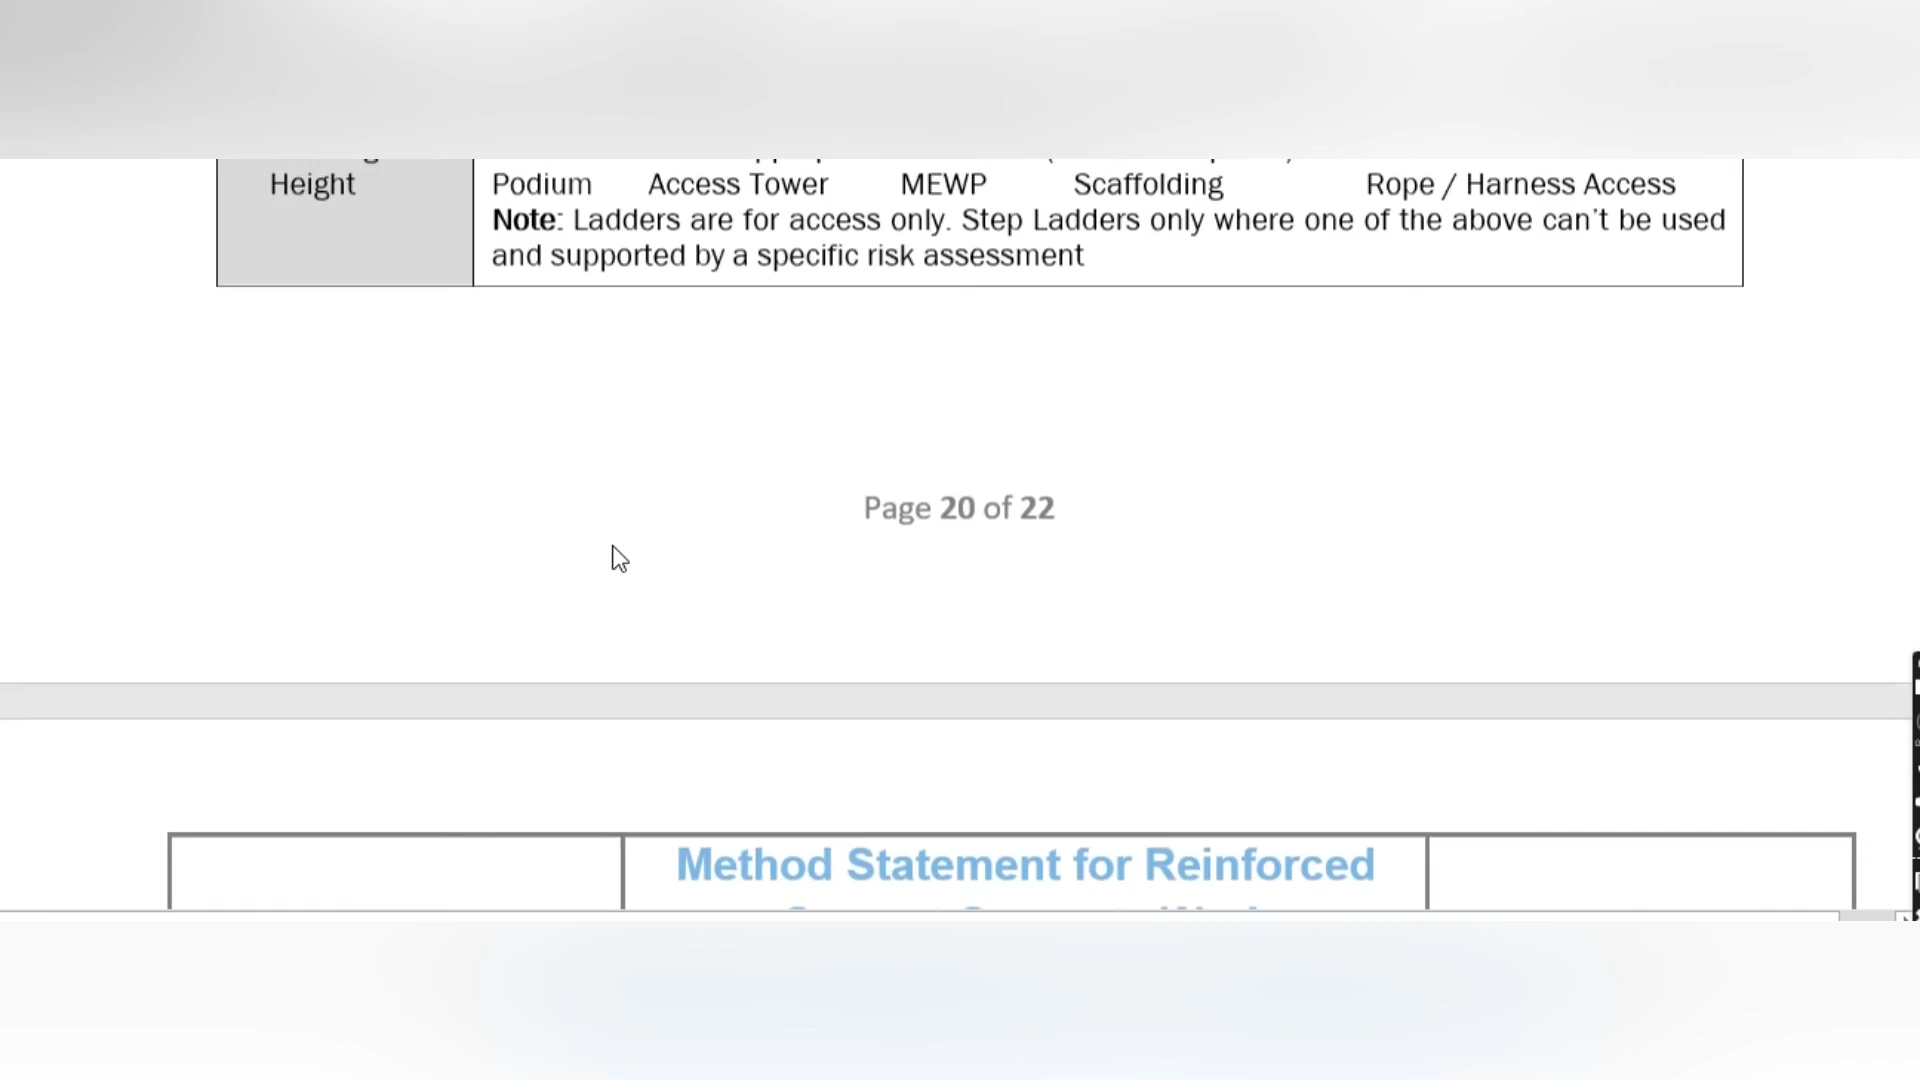 Height
Podium Access Tower MEWP Scaffolding Rope / Harness Access
Note: Ladders are for access only. Step Ladders only where one of the above can't be used
and supported by a specific risk assessment
Page 20 of 22
Method Statement for Reinforced